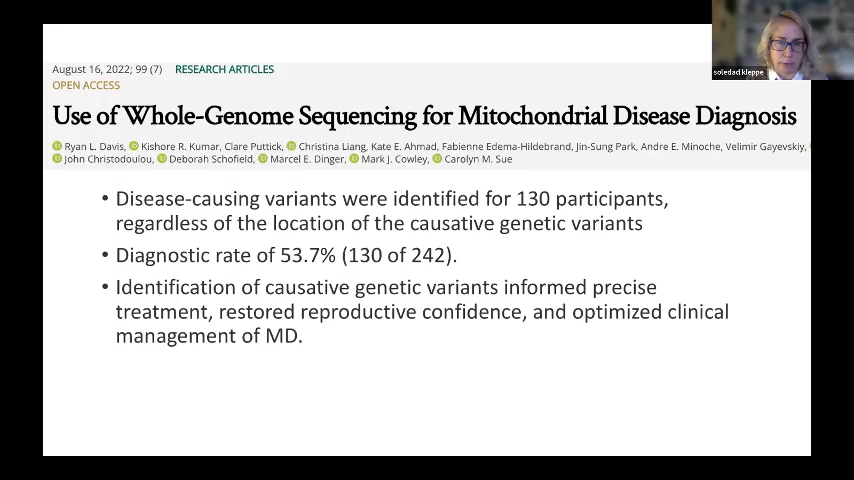 soledad kleppe
August 16, 2022; 99 (7) RESEARCH ARTICLES
OPEN ACCESS
Use of Whole-Genome Sequencing for Mitochondrial Disease Diagnosis
Ryan L. Davis, Kishore R. Kumar, Clare Puttick, Christina Liang, Kate E. Ahmad, Fabienne Edema-Hildebrand, Jin-Sung Park, Andre E. Minoche, Velimir Gayevskiy,
John Christodoulou, Deborah Schofield, Marcel E. Dinger, Mark J. Cowley, Carolyn M. Sue
• Disease-causing variants were identified for 130 participants,
regardless of the location of the causative genetic variants
• Diagnostic rate of 53.7% (130 of 242).
• Identification of causative genetic variants informed precise
treatment, restored reproductive confidence, and optimized clinical
management of MD.